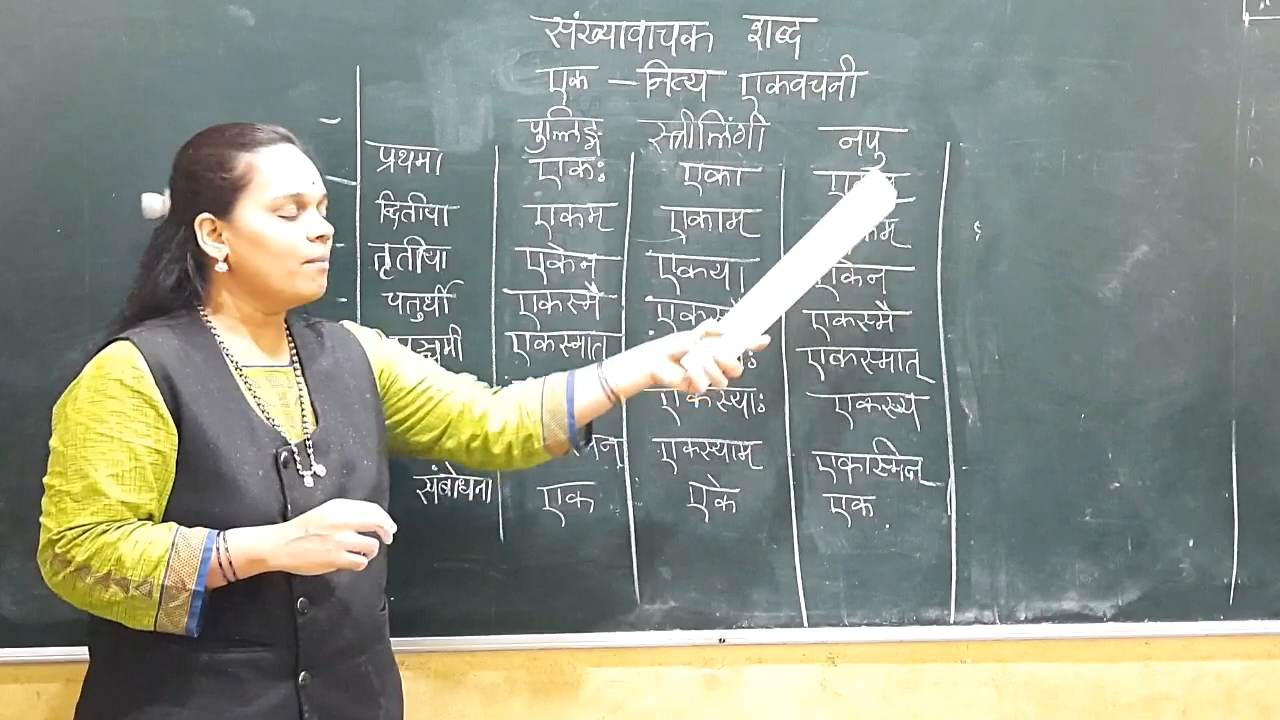 संख्यावाचक शब्द
एक - नित्य एकवचनी
पुल्लिङ्ग स्त्रीलिंगी नपु
प्रथमा एकः एका
द्वितीया एकम् एकाम्
तृतीया एकेन एकया एकेन
चतुर्थी एकस्मै एकस्मै
एकस्मात् एकस्मात्
एकस्याः एकस्य
एकस्याम् एकस्मिन्
संबोधना एक एके एक